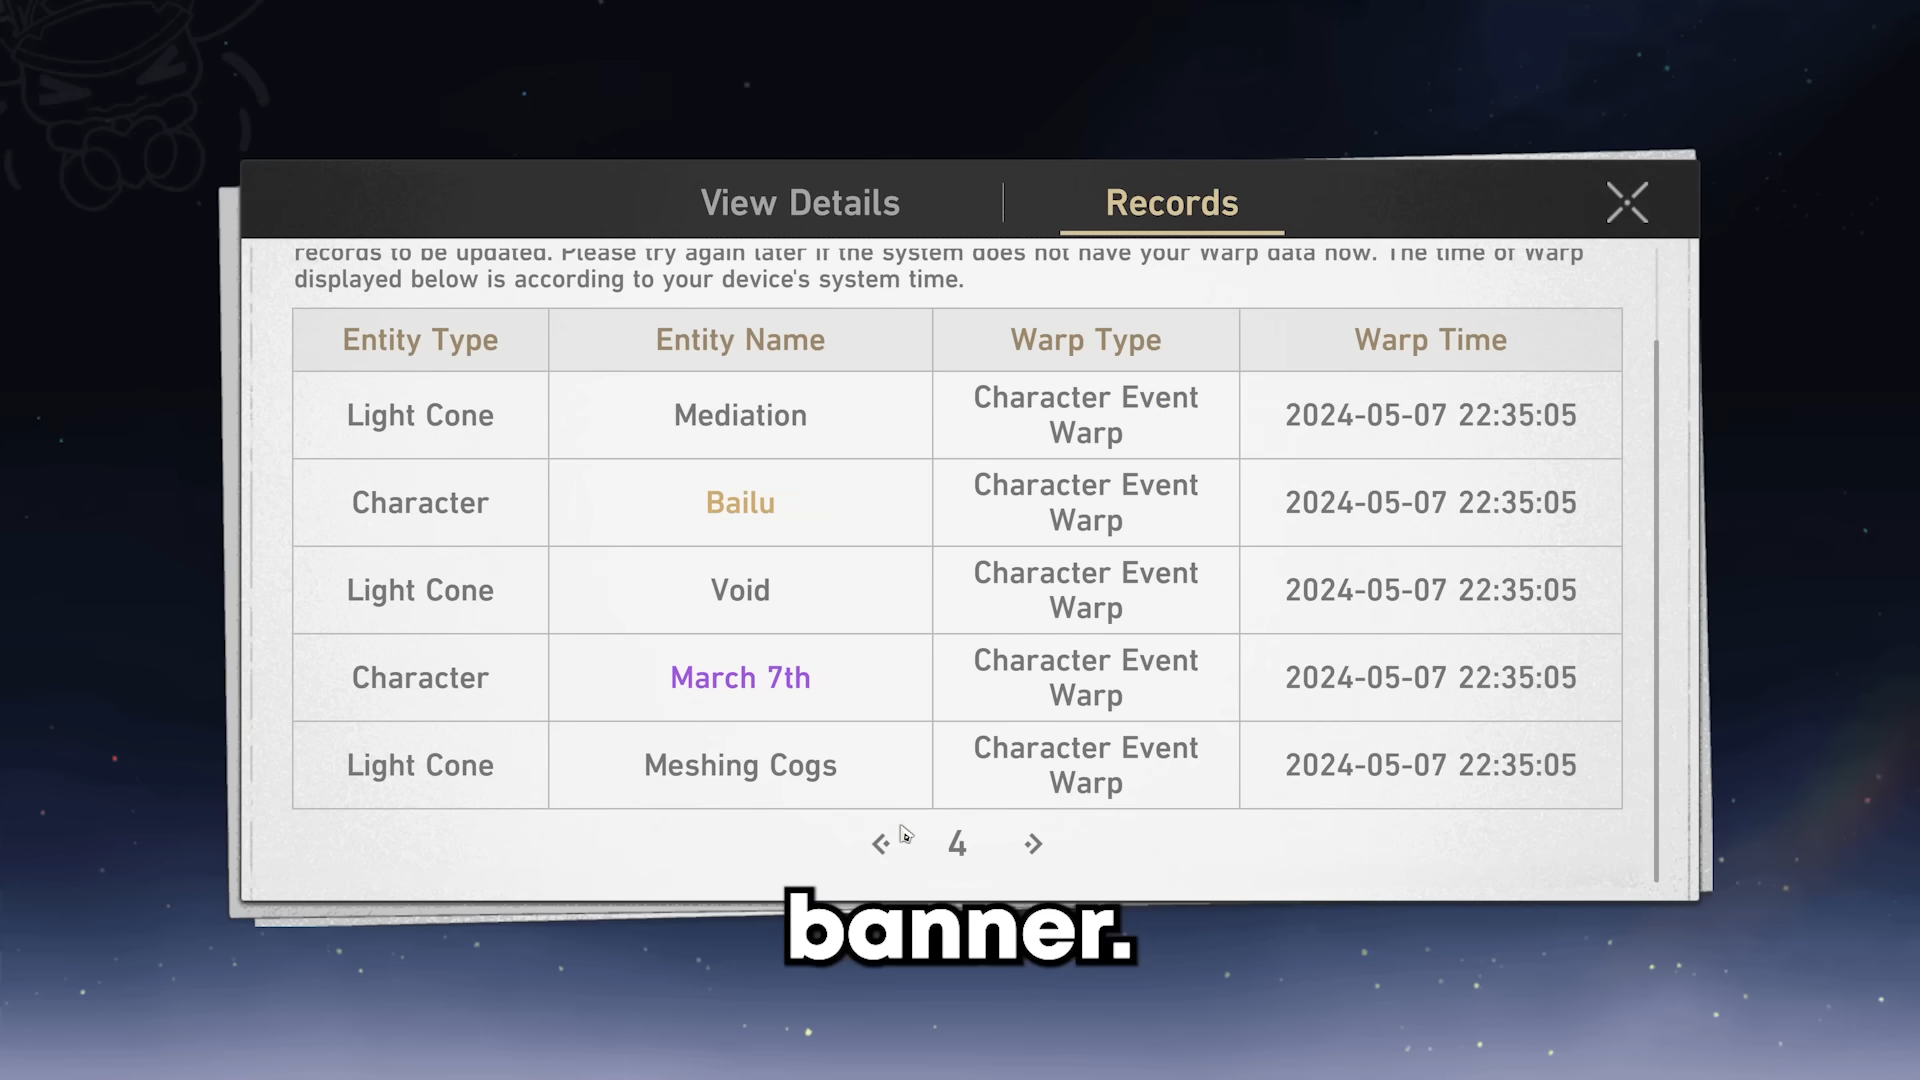 View Details
Records
records to be updated. Please try again later if the system does not have your Warp data now. The time of Warp
displayed below is according to your device's system time.
Entity Type Entity Name Warp Type Warp Time
Light Cone Mediation Character Event Warp 2024-05-07 22:35:05
Character Bailu Character Event Warp 2024-05-07 22:35:05
Light Cone Void Character Event Warp 2024-05-07 22:35:05
Character March 7th Character Event Warp 2024-05-07 22:35:05
Light Cone Meshing Cogs Character Event Warp 2024-05-07 22:35:05
4
banner.